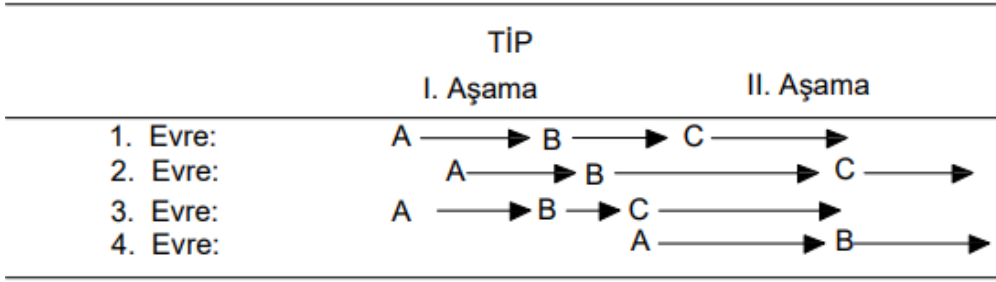 TİP
I. Aşama II. Aşama
1. Evre: A B C
2. Evre: A B C
3. Evre: A B C
4. Evre: A B